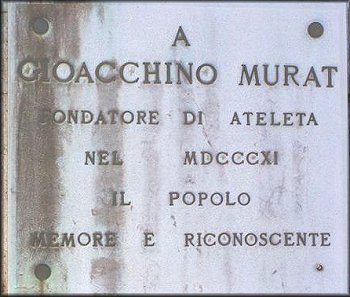 A
GIOACCHINO MURAT
FONDATORE DI ATELETA
NEL MDCCCXI
IL POPOLO
MEMORE E RICONOSCENTE